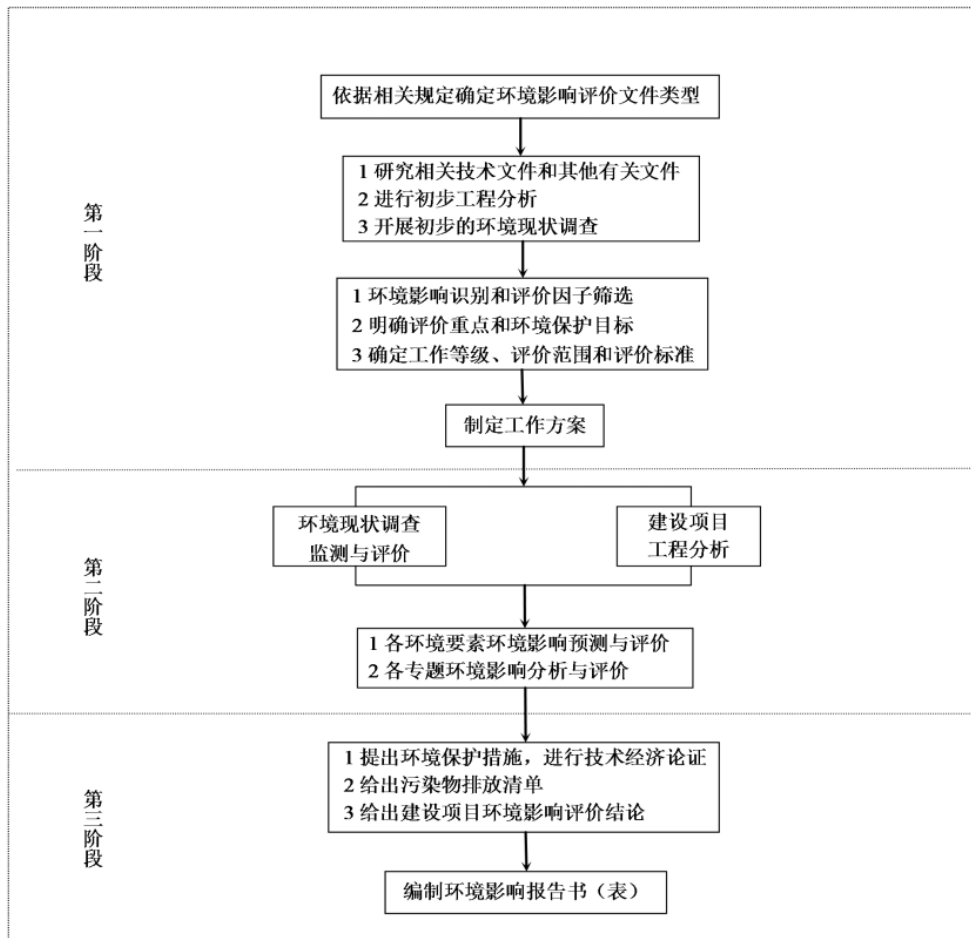 依据相关规定确定环境影响评价文件类型
1 研究相关技术文件和其他有关文件
2 进行初步工程分析
3 开展初步的环境现状调查
第一阶段
1 环境影响识别和评价因子筛选
2 明确评价重点和环境保护目标
3 确定工作等级、评价范围和评价标准
制定工作方案
环境现状调查
监测与评价
建设项目
工程分析
第二阶段
1 各环境要素环境影响预测与评价
2 各专题环境影响分析与评价
1 提出环境保护措施，进行技术经济论证
2 给出污染物排放清单
3 给出建设项目环境影响评价结论
第三阶段
编制环境影响报告书（表）